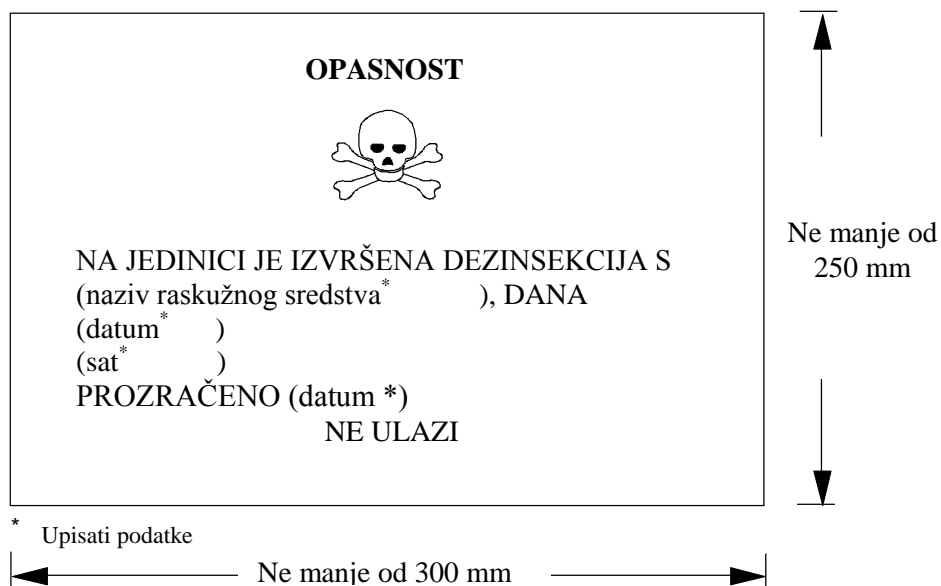 OPASNOST
NA JEDINICI JE IZVRŠENA DEZINSEKCIJA S
(naziv raskužnog sredstva* ), DANA
(datum* )
(sat* )
PROZRAČENO (datum *)
NE ULAZI
Ne manje od
250 mm
* Upisati podatke
Ne manje od 300 mm